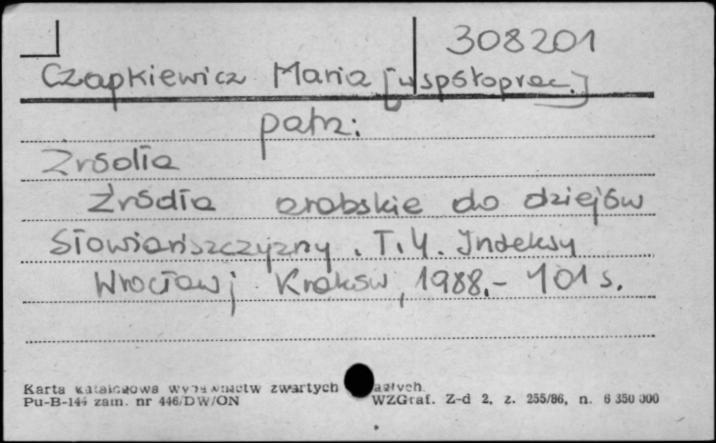 308201
Czapkiewicz Maria [współprac.]
patrz:
Źródła
Źródła arabskie do dziejów
Słowiańszczyzny. T. 4. Indeksy
Wrocław; Kraków, 1988.- 101 s.
Karta katalogowa wydawnictw zwartych
Pu-B-144 zam. nr 446/DW/ON WZGraf. Z-d 2, z. 255/86, n. 6 350 000